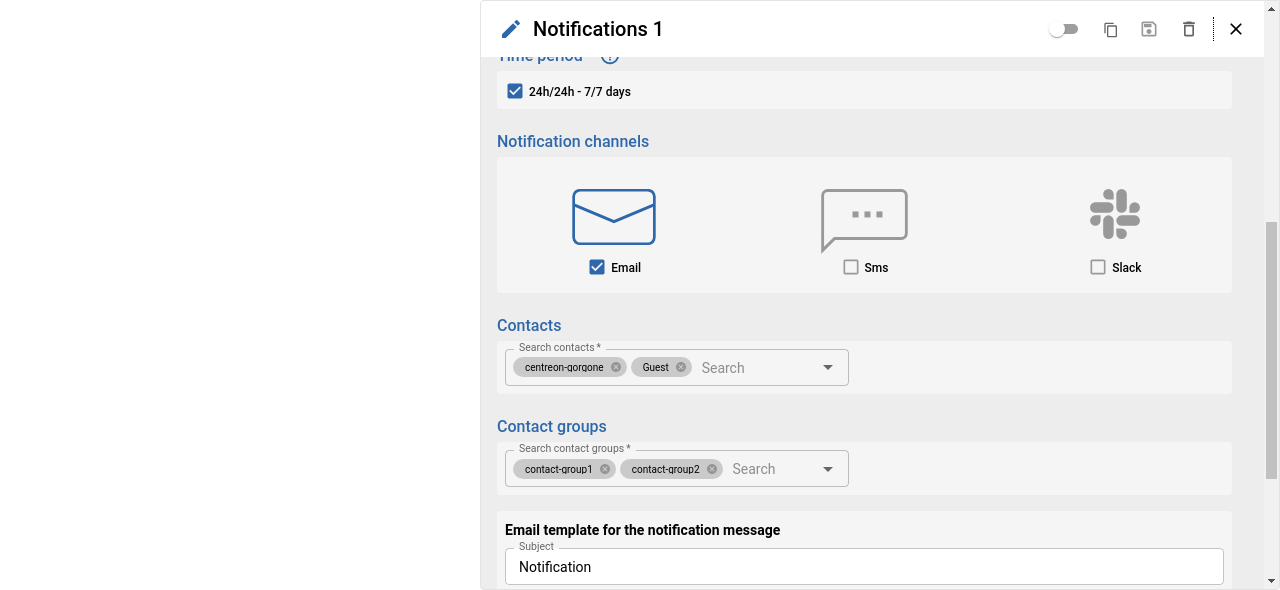 Notifications 1
Time period
24h/24h - 7/7 days
Notification channels
Email
Sms
Slack
Contacts
Search contacts *
centreon-gorgone
Guest
Search
Contact groups
Search contact groups *
contact-group1
contact-group2
Search
Email template for the notification message
Subject
Notification